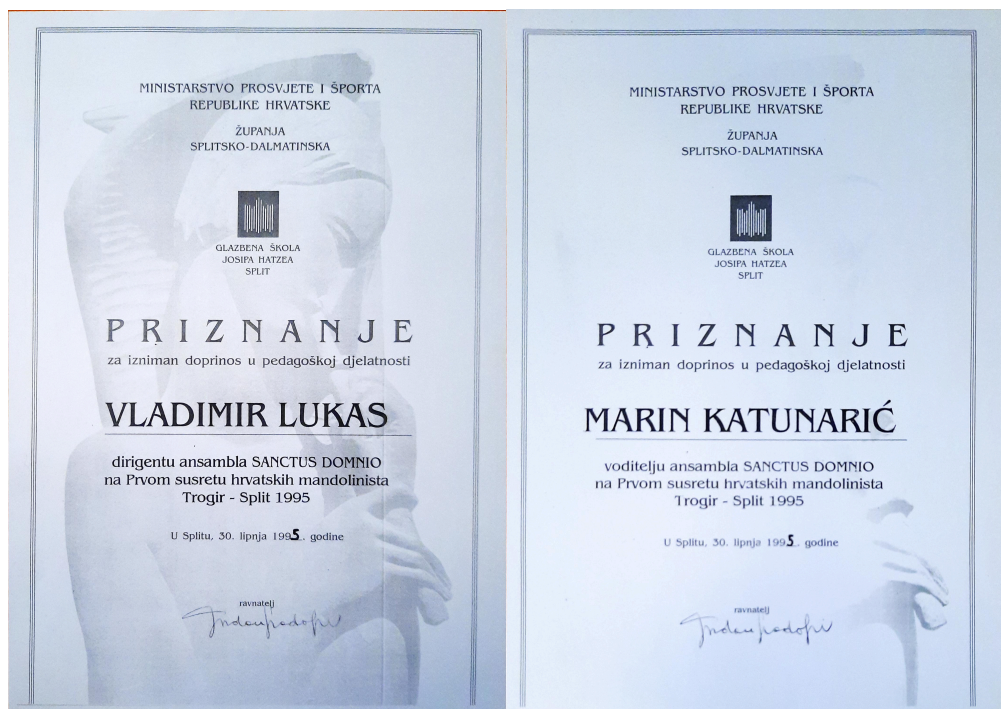 MINISTARSTVO PROSVJETE I ŠPORTA
REPUBLIKE HRVATSKE
ŽUPANJA
SPLITSKO-DALMATINSKA
GLAZBENA ŠKOLA
JOSIPA HATZEA
SPLIT
PRIZNANJE
za izniman doprinos u pedagoškoj djelatnosti
VLADIMIR LUKAS
dirigentu ansambla SANCTUS DOMNIO
na Prvom susretu hrvatskih mandolinista
Trogir - Split 1995
U Splitu, 30. lipnja 1995. godine
ravnatelj
MINISTARSTVO PROSVJETE I ŠPORTA
REPUBLIKE HRVATSKE
ŽUPANJA
SPLITSKO-DALMATINSKA
GLAZBENA ŠKOLA
JOSIPA HATZEA
SPLIT
PRIZNANJE
za izniman doprinos u pedagoškoj djelatnosti
MARIN KATUNARIĆ
voditelju ansambla SANCTUS DOMNIO
na Prvom susretu hrvatskih mandolinista
Trogir - Split 1995
U Splitu, 30. lipnja 1995. godine
ravnatelj